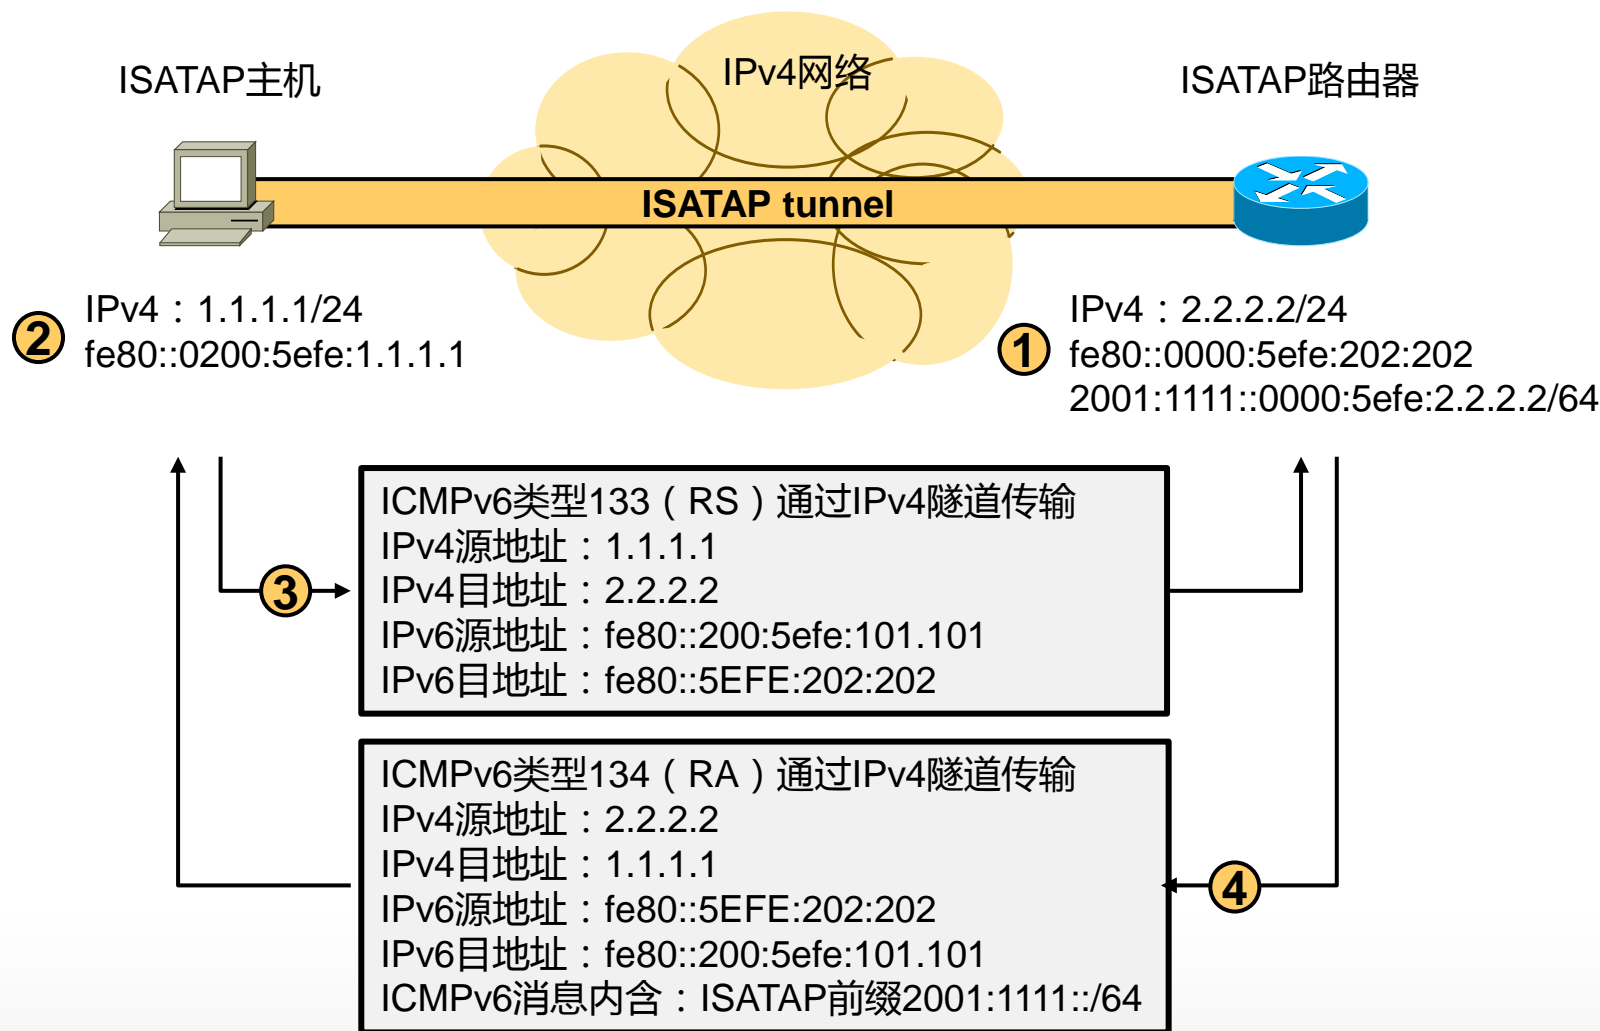 ISATAP主机
IPv4网络
ISATAP路由器
ISATAP tunnel
2
IPv4：1.1.1.1/24
fe80::0200:5efe:1.1.1.1
1
IPv4：2.2.2.2/24
fe80::0000:5efe:202:202
2001:1111::0000:5efe:2.2.2.2/64
3
ICMPv6类型133（RS）通过IPv4隧道传输
IPv4源地址：1.1.1.1
IPv4目地址：2.2.2.2
IPv6源地址：fe80::200:5efe:101.101
IPv6目地址：fe80::5EFE:202:202
ICMPv6类型134（RA）通过IPv4隧道传输
IPv4源地址：2.2.2.2
IPv4目地址：1.1.1.1
IPv6源地址：fe80::5EFE:202:202
IPv6目地址：fe80::200:5efe:101.101
ICMPv6消息内含：ISATAP前缀2001:1111::/64
4